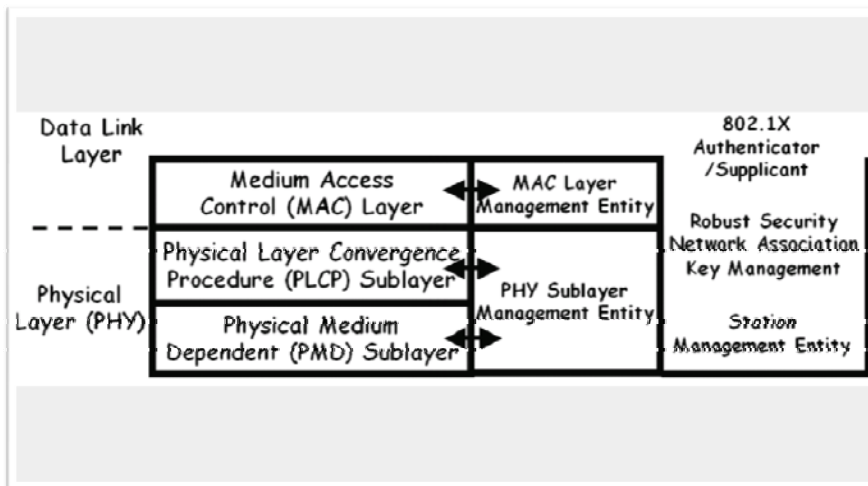 Data Link
Layer
Medium Access
Control (MAC) Layer
MAC Layer
Management Entity
802.1X
Authenticator
/Supplicant
Robust Security
Network Association
Key Management
Physical
Layer (PHY)
Physical Layer Convergence
Procedure (PLCP) Sublayer
PHY Sublayer
Management Entity
Physical Medium
Dependent (PMD) Sublayer
Station
Management Entity